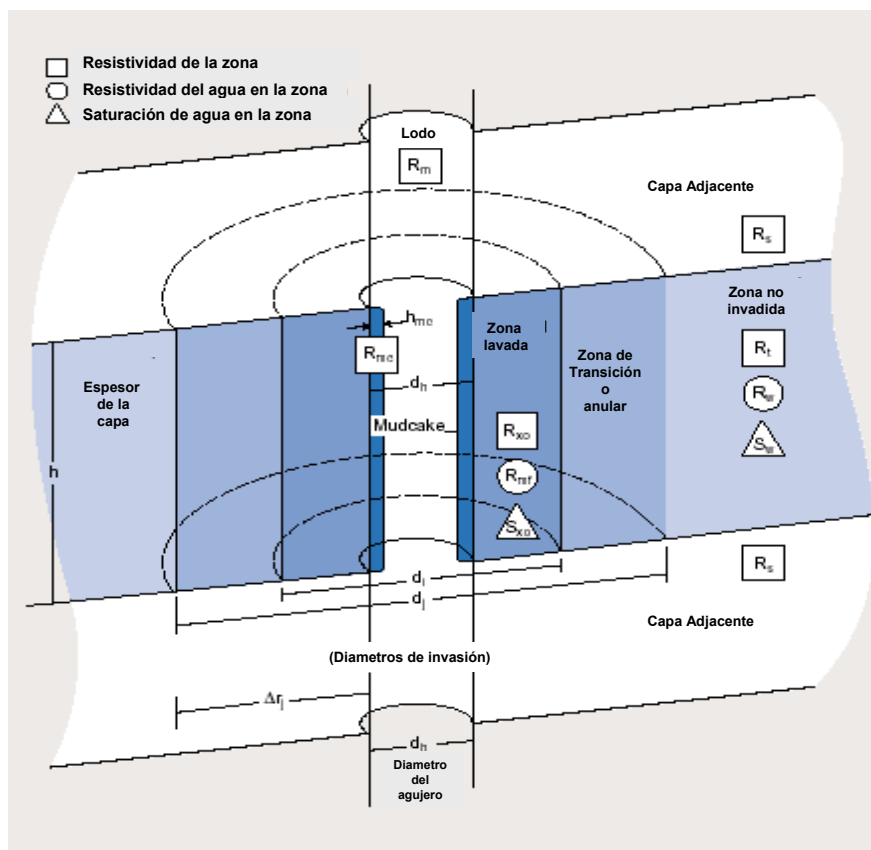 Resistividad de la zona
Resistividad del agua en la zona
Saturación de agua en la zona
Lodo
Rm
Capa Adjacente
Rs
Zona no
invadida
hmc
Zona
lavada
Rmc
Rt
Zona de
Transición
o
anular
Espesor
de la
capa
dh
Rw
Mudcake
Rxo
Sw
h
Rmf
Sxo
Rs
di
dj
Capa Adjacente
(Diametros de invasión)
Δrj
dh
Diametro
del
agujero